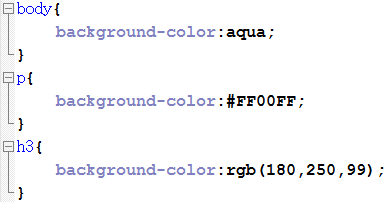 body{
background-color:aqua;
}
p{
background-color:#FF00FF;
}
h3{
background-color:rgb(180,250,99);
}